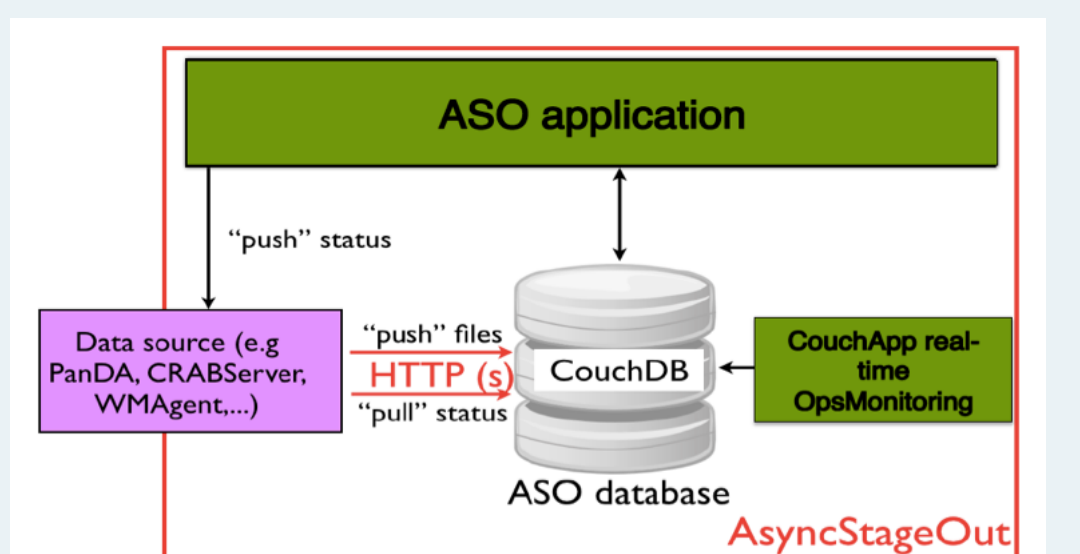 ASO application
“push” status
Data source (e.g
PanDA, CRABServer,
WMAgent,...)
“push” files
HTTP (s)
“pull” status
CouchDB
ASO database
CouchApp real-
time
OpsMonitoring
AsyncStageOut